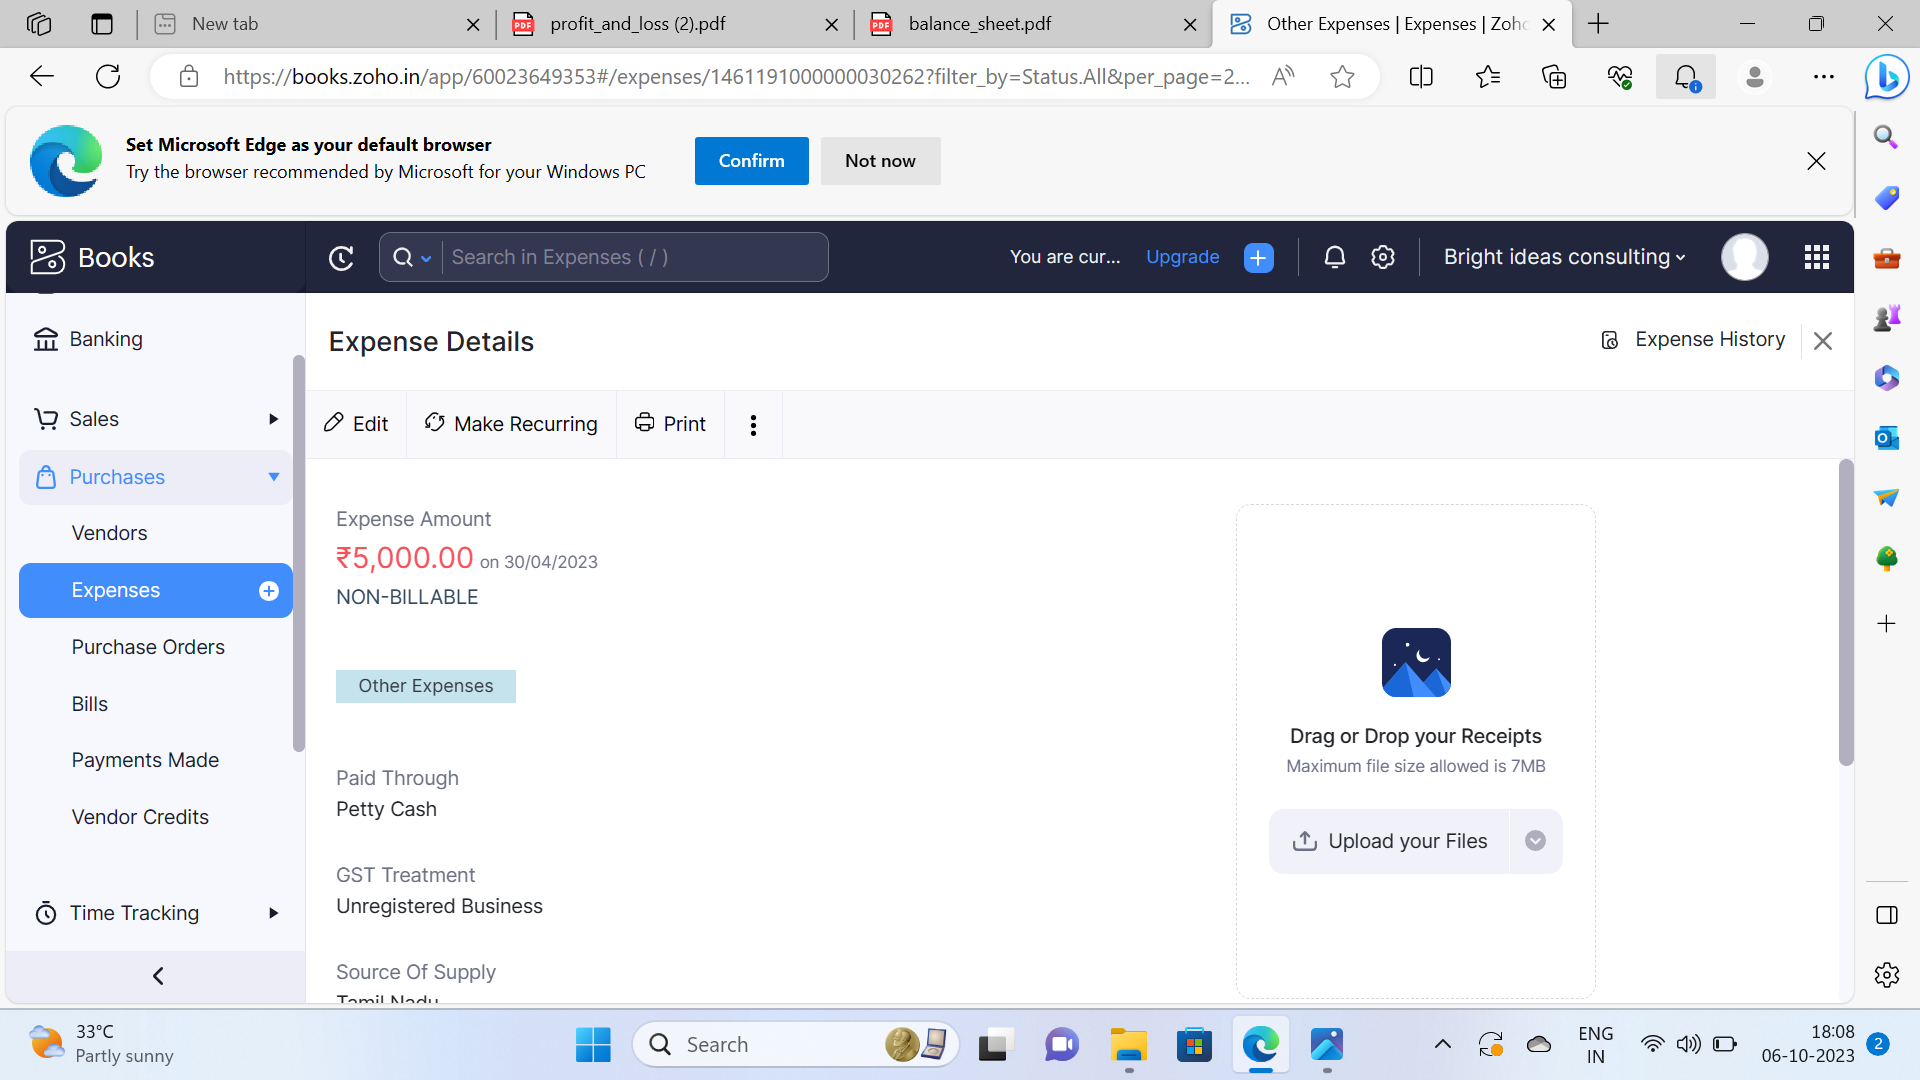 New tab
profit_and_loss (2).pdf
balance_sheet.pdf
Other Expenses | Expenses | Zoho
https://books.zoho.in/app/60023649353#/expenses/1461191000000030262?filter_by=Status.All&per_page=2...
Set Microsoft Edge as your default browser
Try the browser recommended by Microsoft for your Windows PC
Confirm
Not now
Books
Search in Expenses ( / )
You are cur...
Upgrade
Bright ideas consulting
Banking
Sales
Purchases
Vendors
Expenses
Purchase Orders
Bills
Payments Made
Vendor Credits
Time Tracking
Expense Details
Expense History
Edit
Make Recurring
Print
Expense Amount
₹5,000.00 on 30/04/2023
NON-BILLABLE
Other Expenses
Paid Through
Petty Cash
GST Treatment
Unregistered Business
Source Of Supply
Tamil Nadu
Drag or Drop your Receipts
Maximum file size allowed is 7MB
Upload your Files
33°C
Partly sunny
Search
ENG
IN
18:08
06-10-2023
2